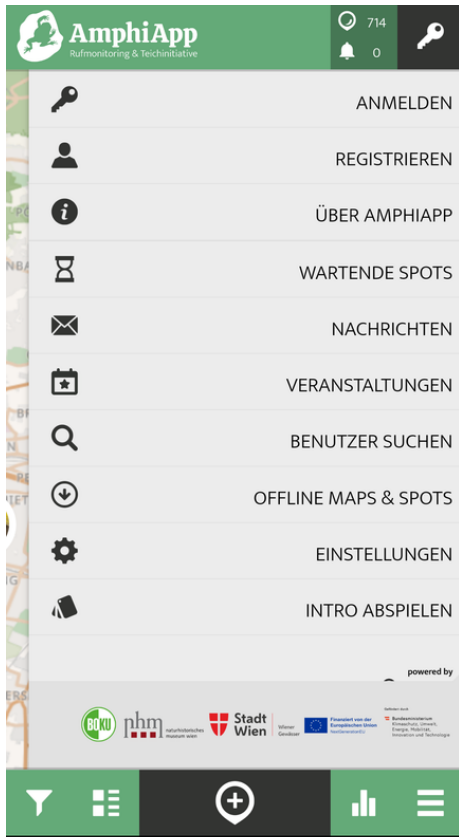 AmphiApp
Rufmonitoring & Teichinitiative
714
0
ANMELDEN
REGISTRIEREN
ÜBER AMPHIAPP
WARTENDE SPOTS
NACHRICHTEN
VERANSTALTUNGEN
BENUTZER SUCHEN
OFFLINE MAPS & SPOTS
EINSTELLUNGEN
INTRO ABSPIELEN
powered by
BOKU
nhm
naturhistorisches
museum wien
Stadt
Wien
Wiener
Gewässer
Finanziert von der
Europäischen Union
NextGenerationEU
Bundesministerium
Klimaschutz, Umwelt,
Energie, Mobilität,
Innovation und Technologie